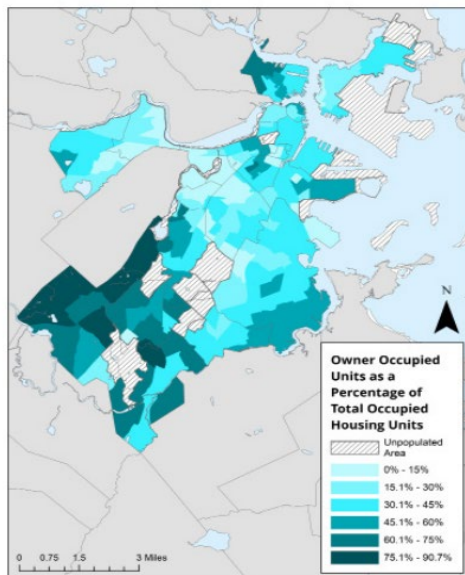 N
Owner Occupied
Units as a
Percentage of
Total Occupied
Housing Units
Unpopulated
Area
0% - 15%
15.1% - 30%
30.1% - 45%
45.1% - 60%
60.1% - 75%
75.1% - 90.7%
0 0.75 1.5 3 Miles